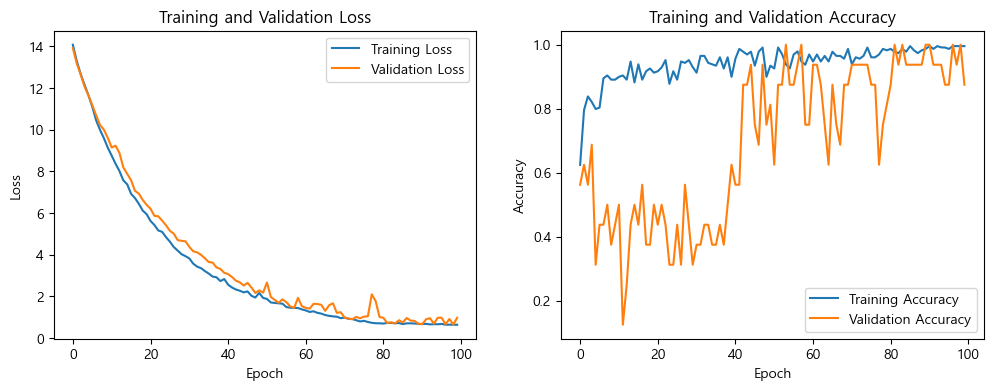 Training and Validation Loss
14
12
10
8
6
4
2
0
Loss
0
20
40
60
80
100
Epoch
Training Loss
Validation Loss
Training and Validation Accuracy
1.0
0.8
0.6
0.4
0.2
Accuracy
0
20
40
60
80
100
Epoch
Training Accuracy
Validation Accuracy